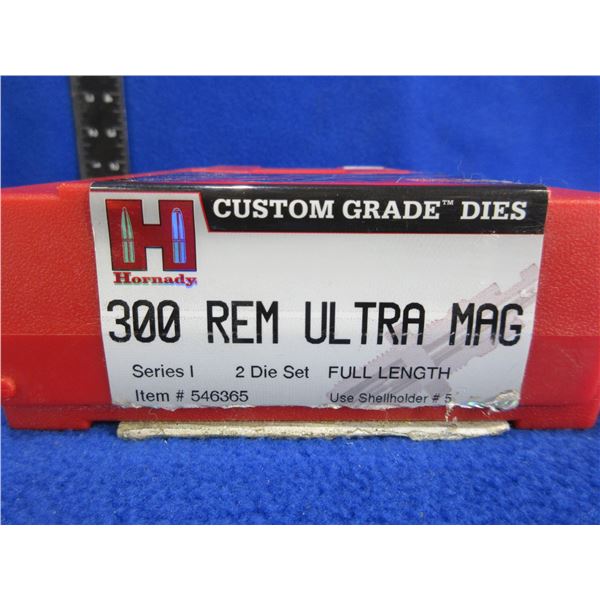 CUSTOM GRADE™ DIES
H
Hornady
300 REM ULTRA MAG
Series I 2 Die Set FULL LENGTH
Item # 546365 Use Shellholder # 5